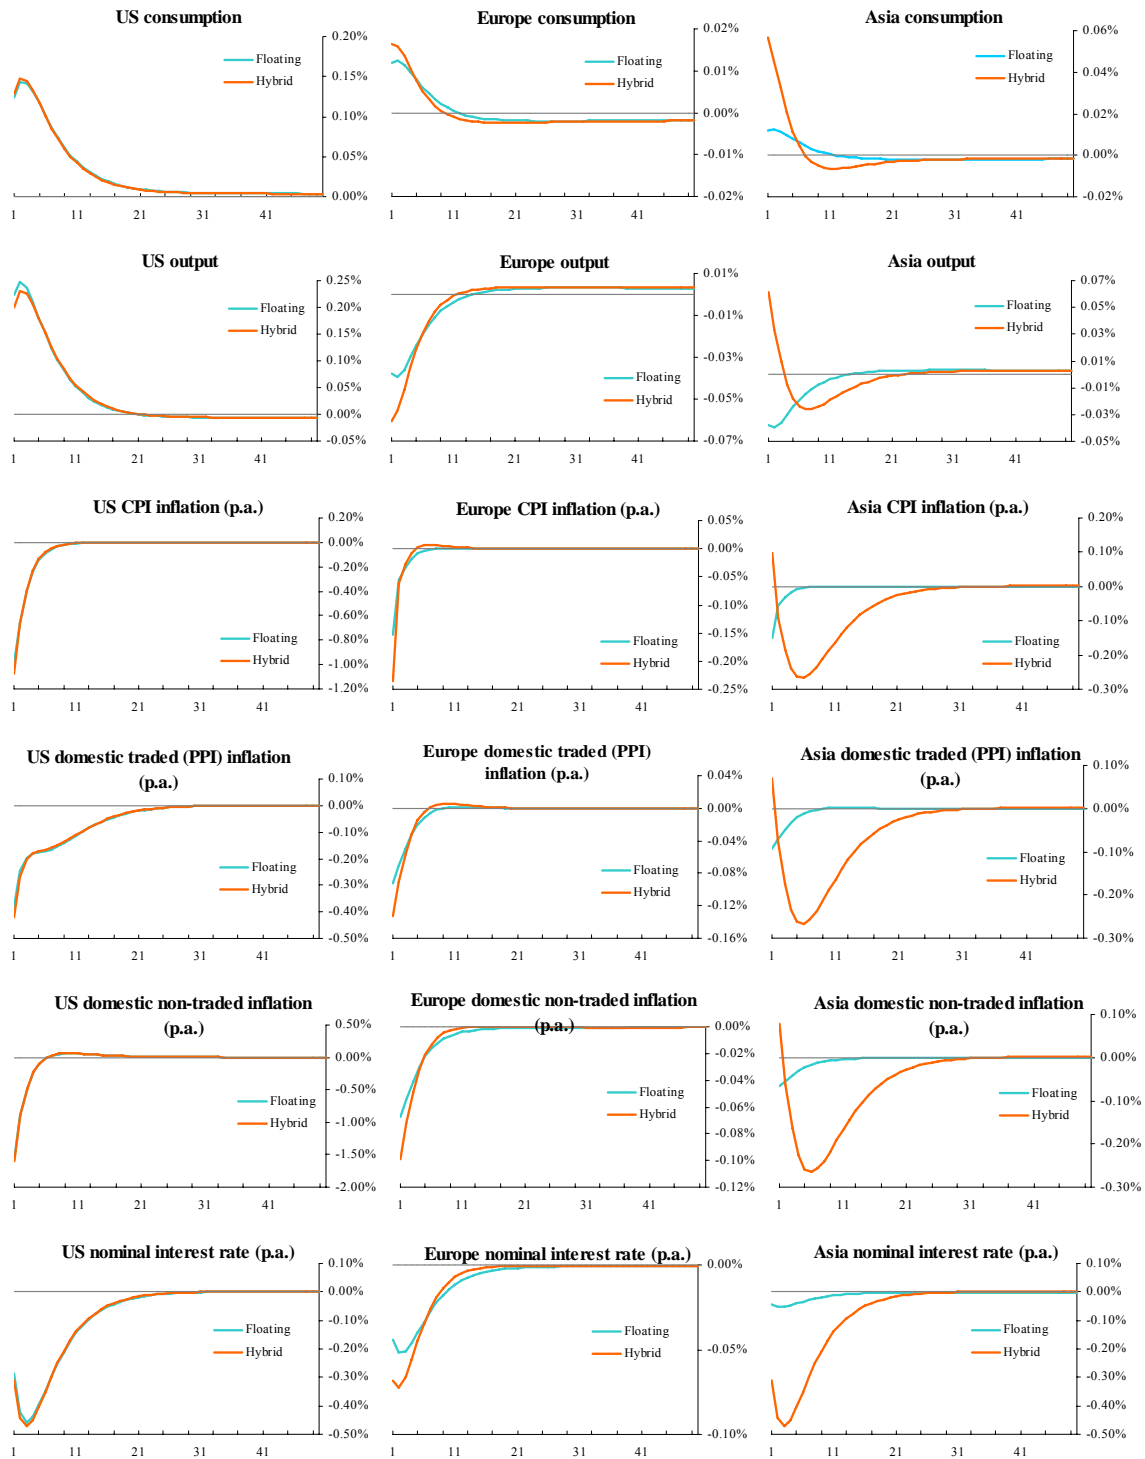 US consumption
0.20%
0.15%
0.10%
0.05%
0.00%
Floating
Hybrid
1 11 21 31 41
Europe consumption
0.02%
0.01%
0.00%
-0.01%
-0.02%
Floating
Hybrid
1 11 21 31 41
Asia consumption
0.06%
0.04%
0.02%
0.00%
-0.02%
Floating
Hybrid
1 11 21 31 41
US output
0.25%
0.20%
0.15%
0.10%
0.05%
0.00%
-0.05%
Floating
Hybrid
1 11 21 31 41
Europe output
0.01%
-0.01%
-0.03%
-0.05%
-0.07%
Floating
Hybrid
1 11 21 31 41
Asia output
0.07%
0.05%
0.03%
0.01%
-0.01%
-0.03%
-0.05%
Floating
Hybrid
1 11 21 31 41
US CPI inflation (p.a.)
0.20%
0.00%
-0.20%
-0.40%
-0.60%
-0.80%
-1.00%
-1.20%
Floating
Hybrid
1 11 21 31 41
Europe CPI inflation (p.a.)
0.05%
0.00%
-0.05%
-0.10%
-0.15%
-0.20%
-0.25%
Floating
Hybrid
1 11 21 31 41
Asia CPI inflation (p.a.)
0.20%
0.10%
0.00%
-0.10%
-0.20%
-0.30%
Floating
Hybrid
1 11 21 31 41
US domestic traded (PPI) inflation
(p.a.)
0.10%
0.00%
-0.10%
-0.20%
-0.30%
-0.40%
-0.50%
Floating
Hybrid
1 11 21 31 41
Europe domestic traded (PPI)
inflation (p.a.)
0.04%
0.00%
-0.04%
-0.08%
-0.12%
-0.16%
Floating
Hybrid
1 11 21 31 41
Asia domestic traded (PPI) inflation
(p.a.)
0.10%
0.00%
-0.10%
-0.20%
-0.30%
Floating
Hybrid
1 11 21 31 41
US domestic non-traded inflation
(p.a.)
0.50%
0.00%
-0.50%
-1.00%
-1.50%
-2.00%
Floating
Hybrid
1 11 21 31 41
Europe domestic non-traded inflation
(p.a.)
0.00%
-0.02%
-0.04%
-0.06%
-0.08%
-0.10%
-0.12%
Floating
Hybrid
1 11 21 31 41
Asia domestic non-traded inflation
(p.a.)
0.10%
0.00%
-0.10%
-0.20%
-0.30%
Floating
Hybrid
1 11 21 31 41
US nominal interest rate (p.a.)
0.10%
0.00%
-0.10%
-0.20%
-0.30%
-0.40%
-0.50%
Floating
Hybrid
1 11 21 31 41
Europe nominal interest rate (p.a.)
0.00%
-0.05%
-0.10%
Floating
Hybrid
1 11 21 31 41
Asia nominal interest rate (p.a.)
0.10%
0.00%
-0.10%
-0.20%
-0.30%
-0.40%
-0.50%
Floating
Hybrid
1 11 21 31 41